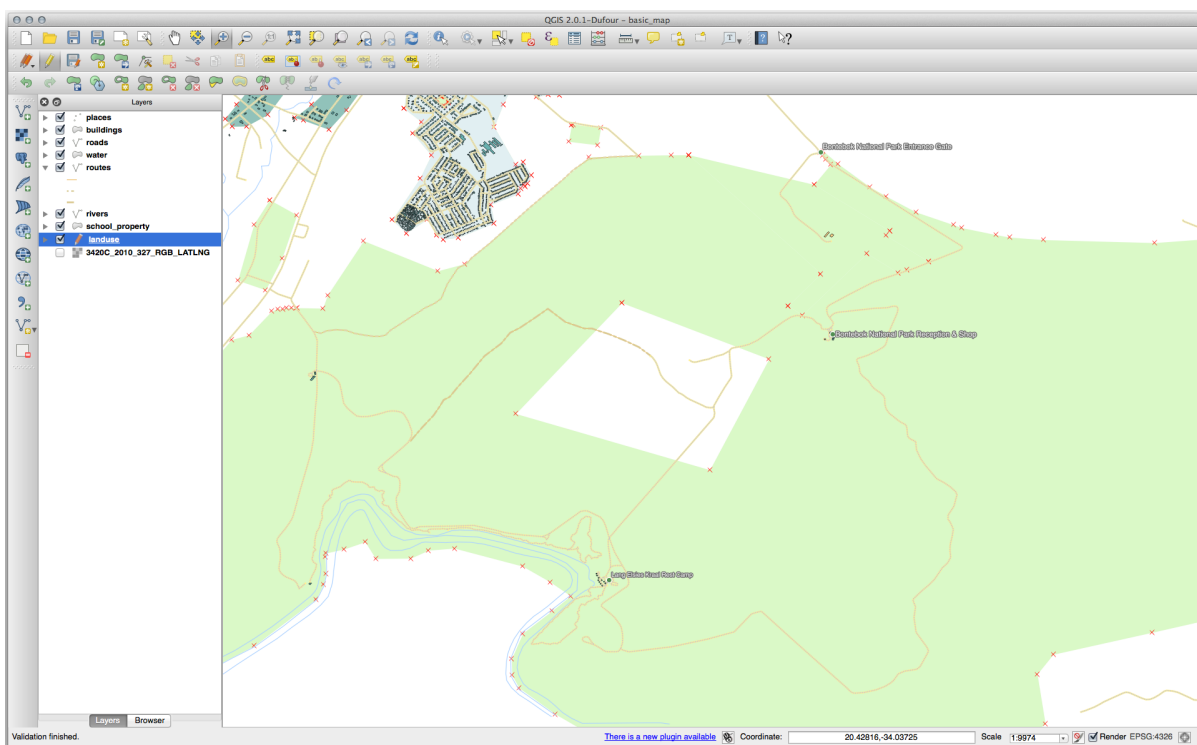 QGIS 2.0.1-Dufour – basic_map
Layers
places
buildings
roads
water
routes
rivers
school_property
landuse
3420C_2010_327_RGB_LATLNG
Bontebok National Park Entrance Gate
Bontebok National Park Reception & Shop
Lang Elsies Kraal Rest Camp
Layers Browser
Validation finished.
There is a new plugin available Coordinate: 20.42816,-34.03725 Scale 1:9974 Render EPSG:4326